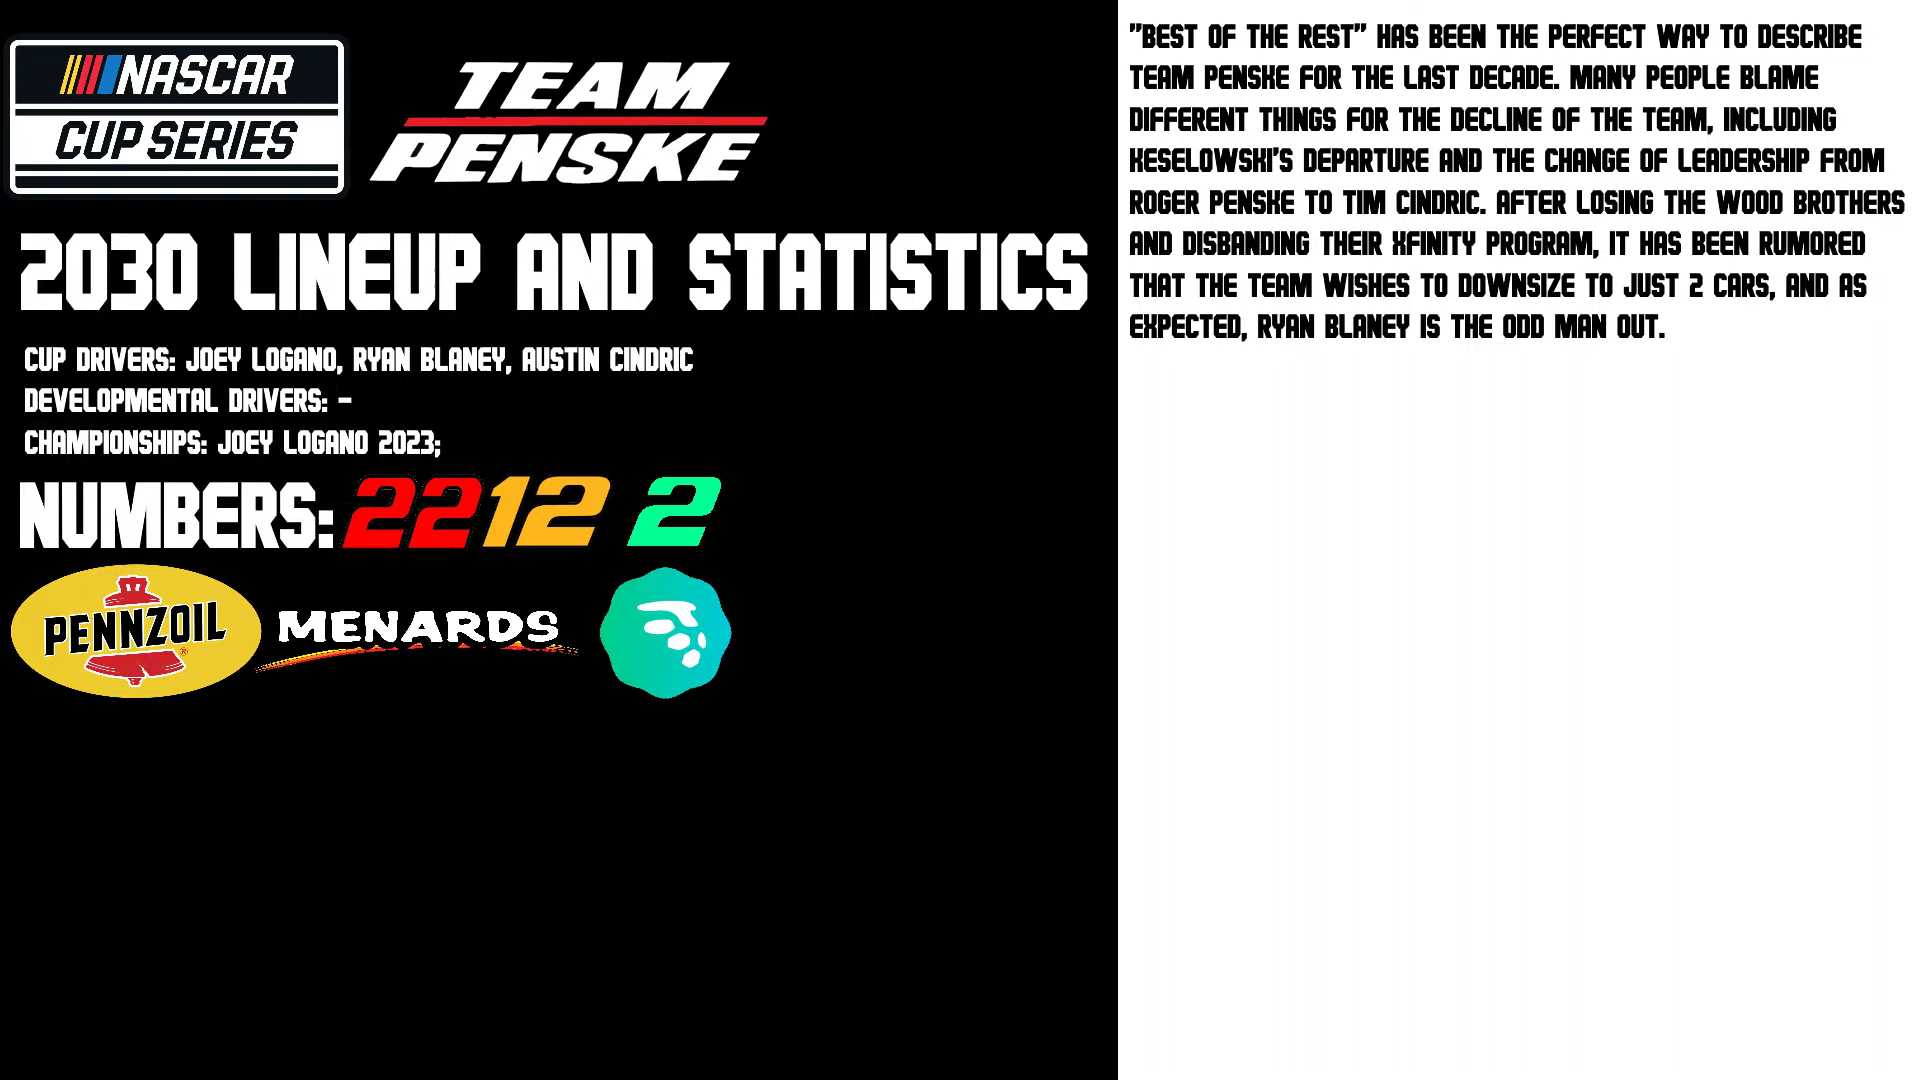 NASCAR
CUP SERIES
TEAM
PENSKE
2030 LINEUP AND STATISTICS
CUP DRIVERS: JOEY LOGANO, RYAN BLANEY, AUSTIN CINDRIC
DEVELOPMENTAL DRIVERS: -
CHAMPIONSHIPS: JOEY LOGANO 2023;
NUMBERS: 22 12 2
PENNZOIL
MENARDS
"BEST OF THE REST" HAS BEEN THE PERFECT WAY TO DESCRIBE
TEAM PENSKE FOR THE LAST DECADE. MANY PEOPLE BLAME
DIFFERENT THINGS FOR THE DECLINE OF THE TEAM, INCLUDING
KESELOWSKI'S DEPARTURE AND THE CHANGE OF LEADERSHIP FROM
ROGER PENSKE TO TIM CINDRIC. AFTER LOSING THE WOOD BROTHERS
AND DISBANDING THEIR XFINITY PROGRAM, IT HAS BEEN RUMORED
THAT THE TEAM WISHES TO DOWNSIZE TO JUST 2 CARS, AND AS
EXPECTED, RYAN BLANEY IS THE ODD MAN OUT.